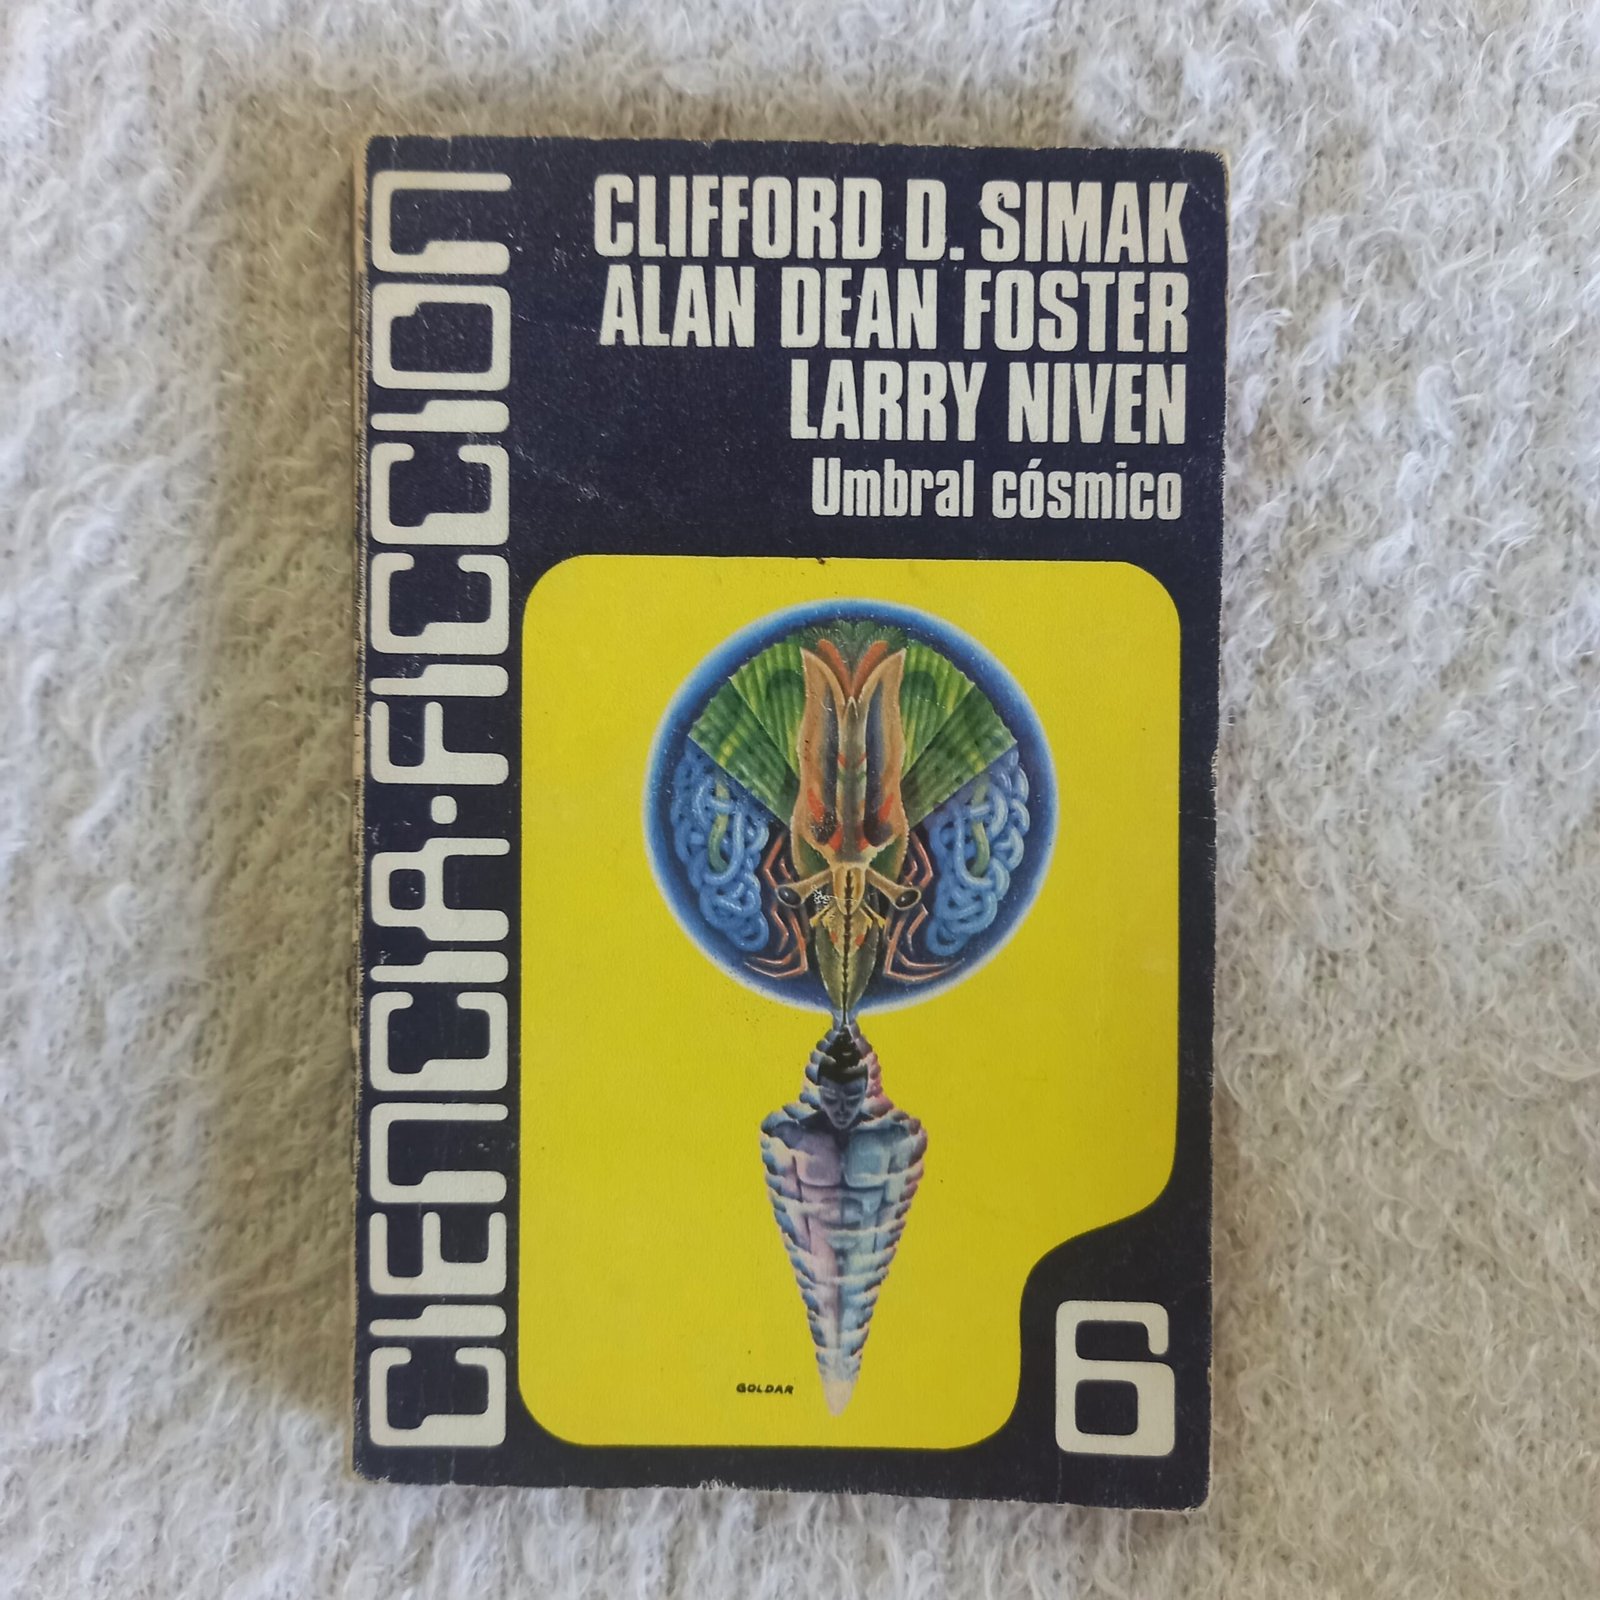 CIENCIA-FICCION
CLIFFORD D. SIMAK
ALAN DEAN FOSTER
LARRY NIVEN
Umbral cósmico
GOLDAR
6